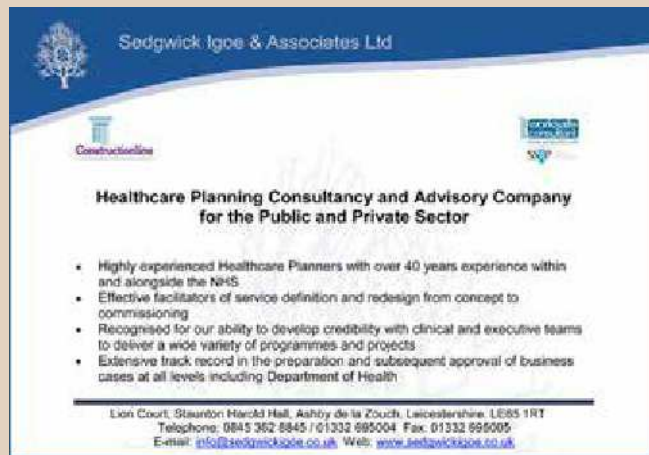 Sedgwick Igoe & Associates Ltd
Constructionline
consultant
Healthcare Planning Consultancy and Advisory Company
for the Public and Private Sector
• Highly experienced Healthcare Planners with over 40 years experience within
and alongside the NHS
• Effective facilitators of service definition and redesign from concept to
commissioning
• Recognised for our ability to develop credibility with clinical and executive teams
to deliver a wide variety of programmes and projects
• Extensive track record in the preparation and subsequent approval of business
cases at all levels including Department of Health
Lion Court, Staunton Harold Hall, Ashby de la Zouch, Leicestershire. LE65 1RT
Telephone: 0845 362 8845 / 01332 695004 Fax: 01332 695005
E-mail: info@sedgwickigoe.co.uk Web: www.sedgwickigoe.co.uk